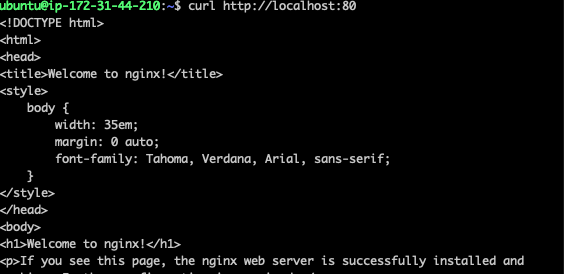 ubuntu@ip-172-31-44-210:~$ curl http://localhost:80
<!DOCTYPE html>
<html>
<head>
<title>Welcome to nginx!</title>
<style>
    body {
        width: 35em;
        margin: 0 auto;
        font-family: Tahoma, Verdana, Arial, sans-serif;
    }
</style>
</head>
<body>
<h1>Welcome to nginx!</h1>
<p>If you see this page, the nginx web server is successfully installed and